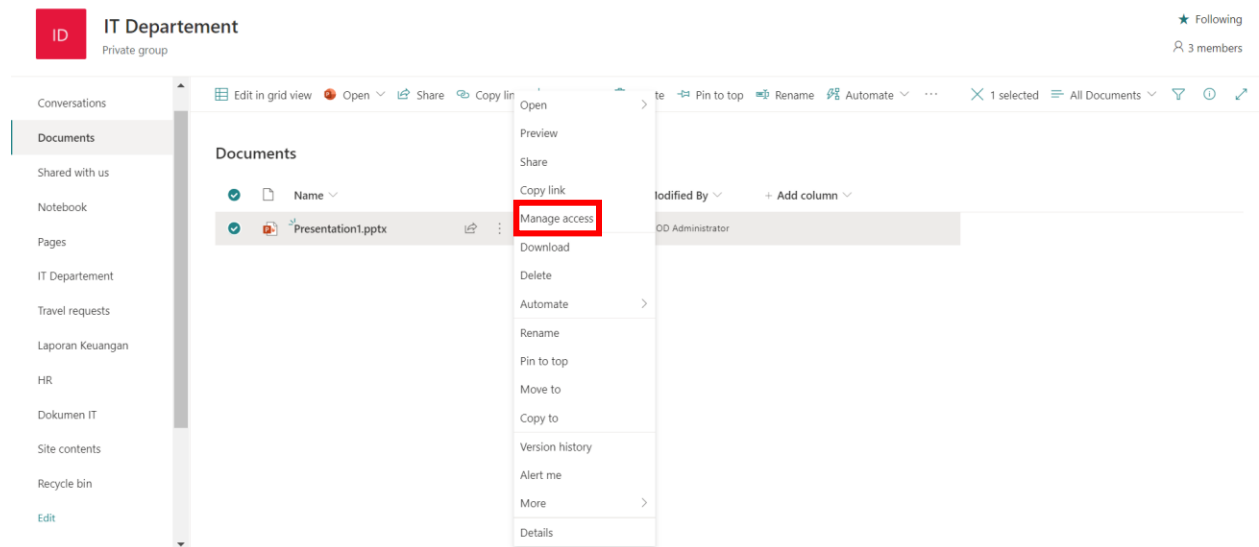 ID
IT Departement
Private group
Following
3 members
Conversations
Documents
Shared with us
Notebook
Pages
IT Departement
Travel requests
Laporan Keuangan
HR
Dokumen IT
Site contents
Recycle bin
Edit
Edit in grid view Open Share Copy lin te Pin to top Rename Automate ... 1 selected All Documents
Documents
Name odified By + Add column
Presentation1.pptx OD Administrator
Open
Preview
Share
Copy link
Manage access
Download
Delete
Automate
Rename
Pin to top
Move to
Copy to
Version history
Alert me
More
Details